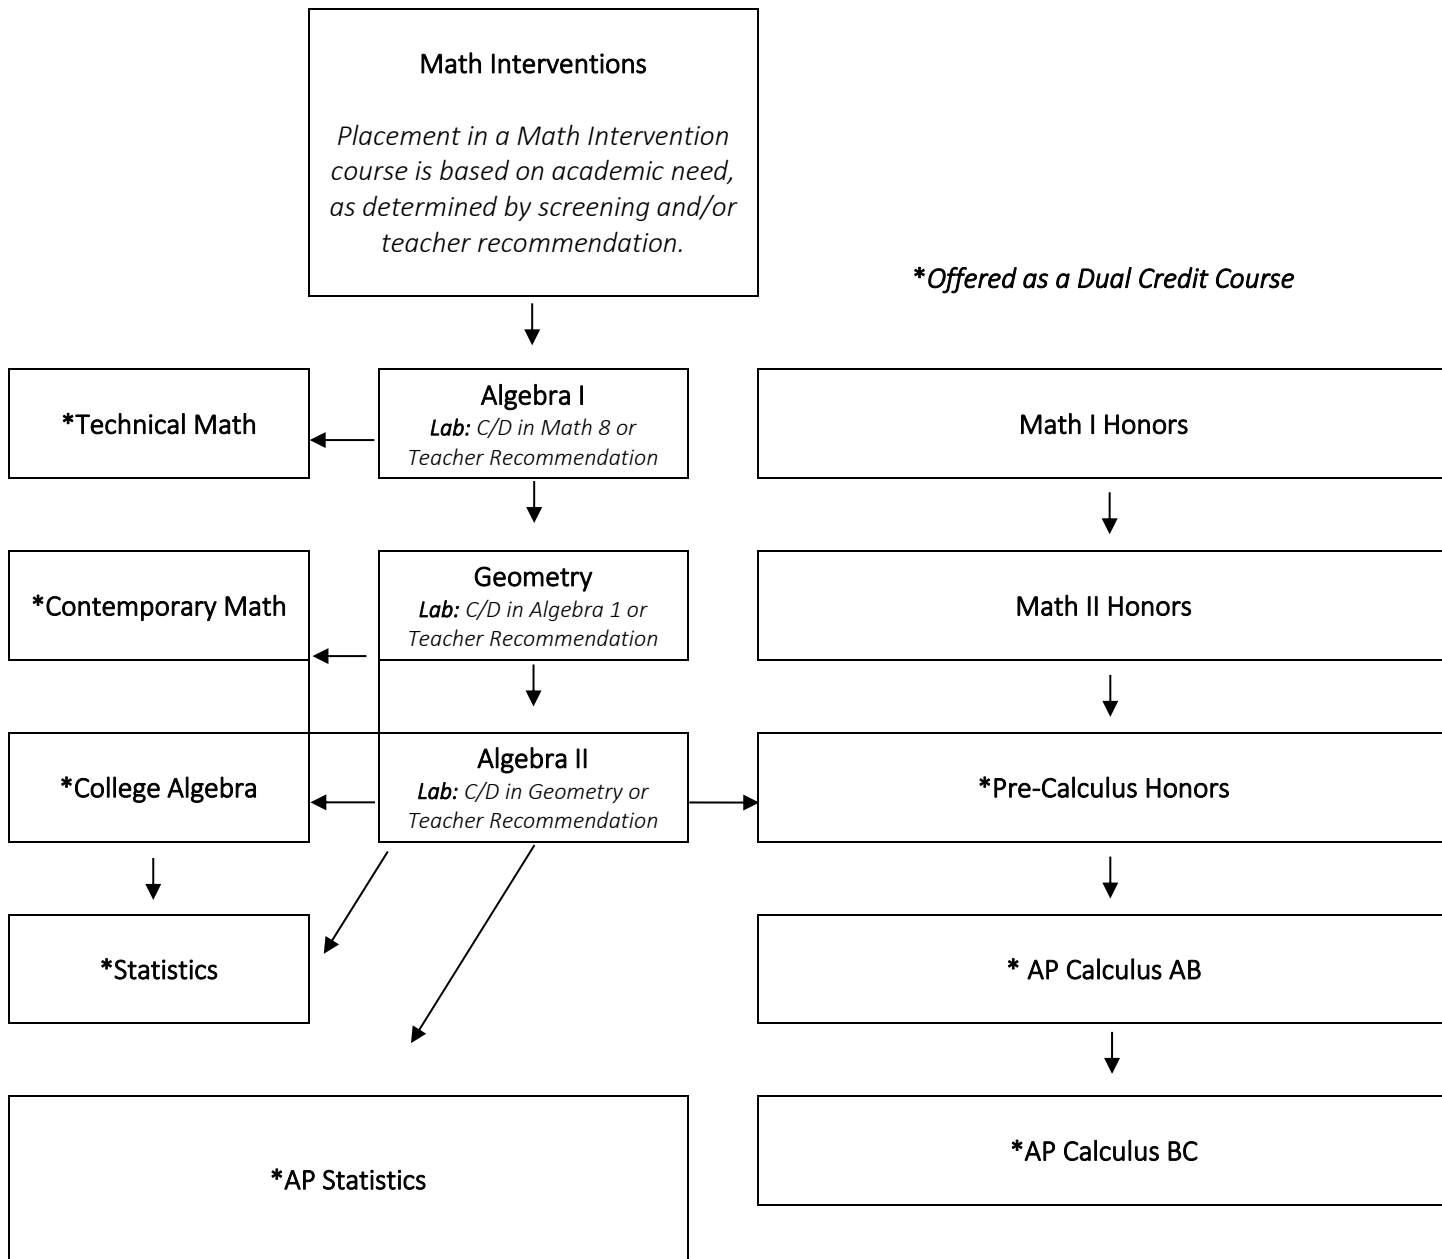 Math Interventions
Placement in a Math Intervention
course is based on academic need,
as determined by screening and/or
teacher recommendation.
*Offered as a Dual Credit Course
*Technical Math
Algebra I
Lab: C/D in Math 8 or
Teacher Recommendation
Math I Honors
*Contemporary Math
Geometry
Lab: C/D in Algebra 1 or
Teacher Recommendation
Math II Honors
*College Algebra
Algebra II
Lab: C/D in Geometry or
Teacher Recommendation
*Pre-Calculus Honors
*Statistics
* AP Calculus AB
*AP Statistics
*AP Calculus BC